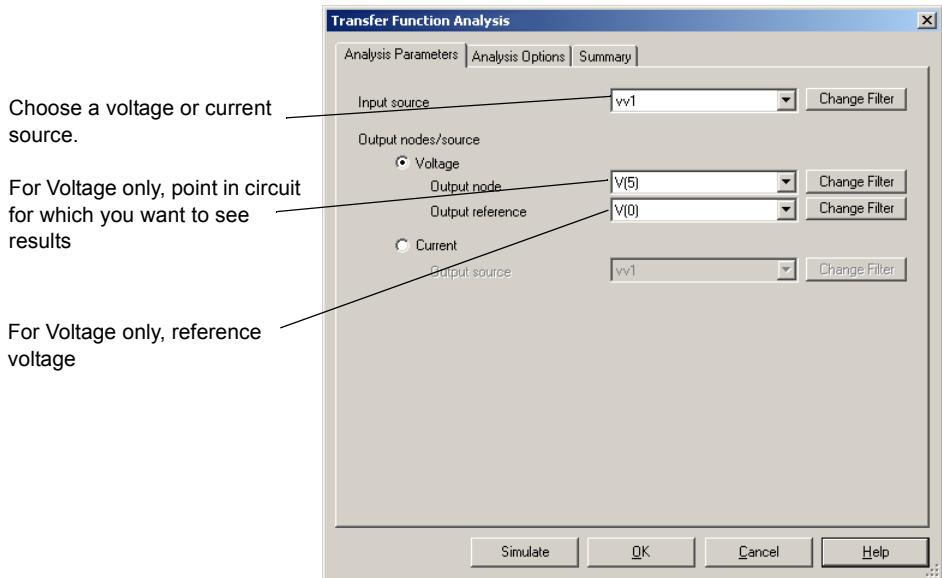 Transfer Function Analysis
Analysis Parameters Analysis Options Summary
Choose a voltage or current
source.
Input source vv1 Change Filter
Output nodes/source
Voltage
For Voltage only, point in circuit
for which you want to see
results
Output node V(5) Change Filter
Output reference V(0) Change Filter
Current
Output source vv1 Change Filter
For Voltage only, reference
voltage
Simulate OK Cancel Help